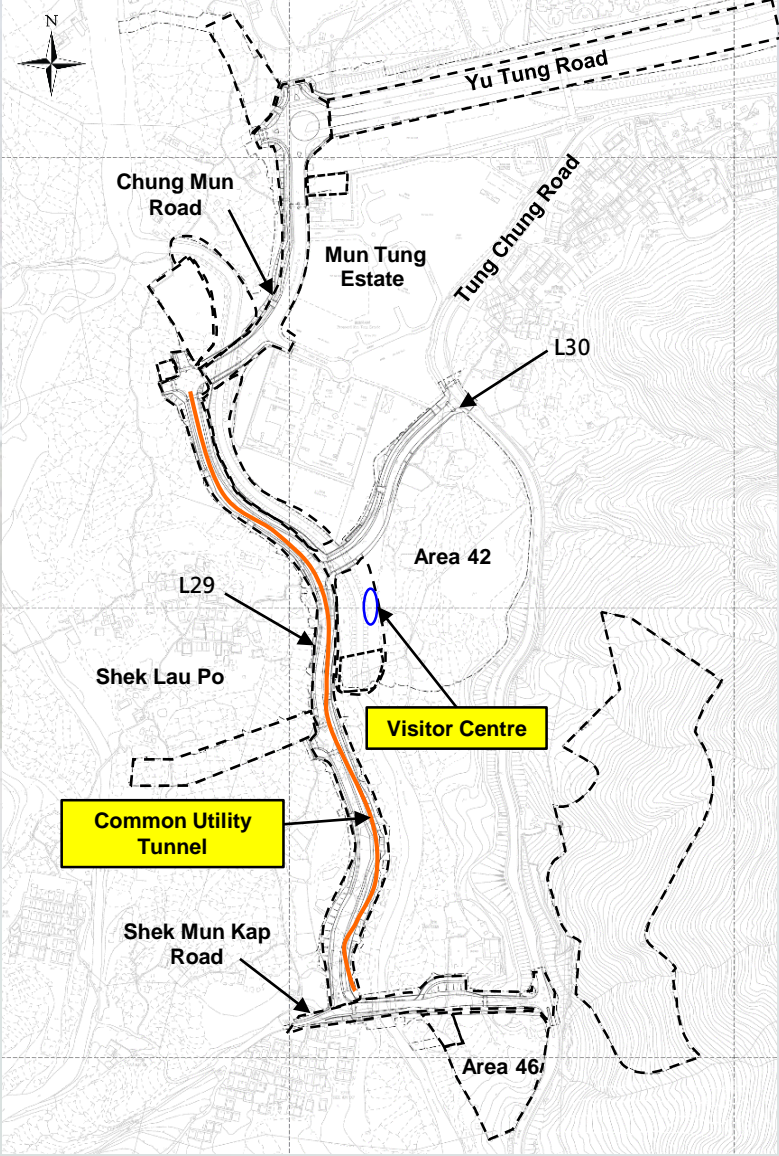 N
Yu Tung Road
Chung Mun
Road
Tung Chung Road
Mun Tung
Estate
L30
Area 42
L29
Shek Lau Po
Visitor Centre
Common Utility
Tunnel
Shek Mun Kap
Road
Area 46